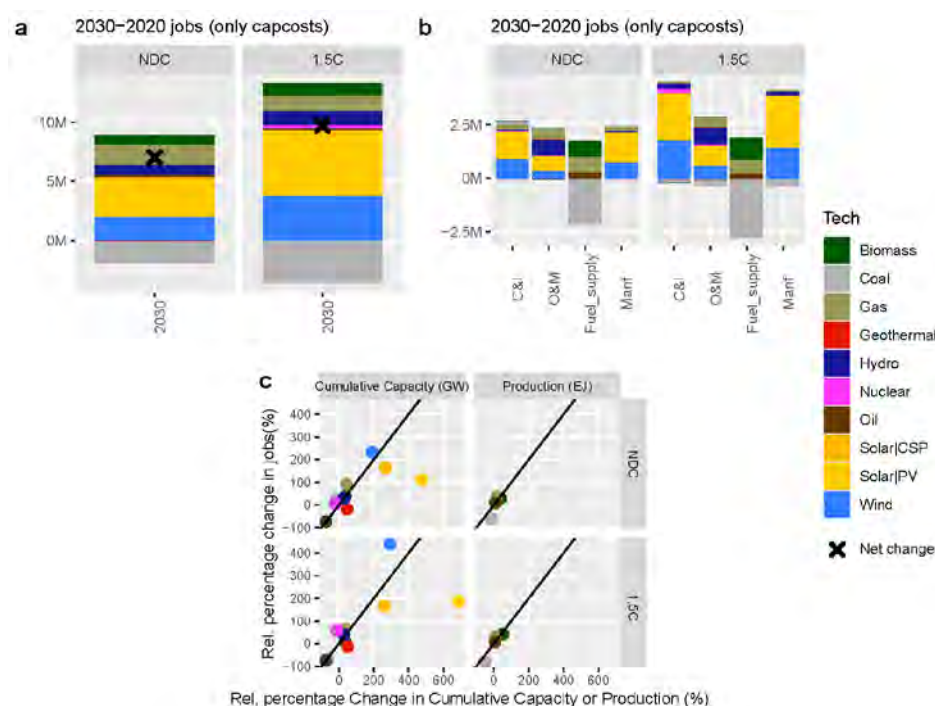 a
2030−2020 jobs (only capcosts)
NDC
1.5C
10M
5M
0M
2030
2030
b
2030−2020 jobs (only capcosts)
NDC
1.5C
2.5M
0M
−2.5M
C&I
O&M
Fuel_supply
Manf
C&I
O&M
Fuel_supply
Manf
Tech
Biomass
Coal
Gas
Geothermal
Hydro
Nuclear
Oil
Solar|CSP
Solar|PV
Wind
Net change
c
Cumulative Capacity (GW)
Production (EJ)
400
300
200
100
0
−100
NDC
400
300
200
100
0
−100
1.5C
0 200 400 600
0 200 400 600
Rel, percentage change in jobs(%)
Rel, percentage Change in Cumulative Capacity or Production (%)